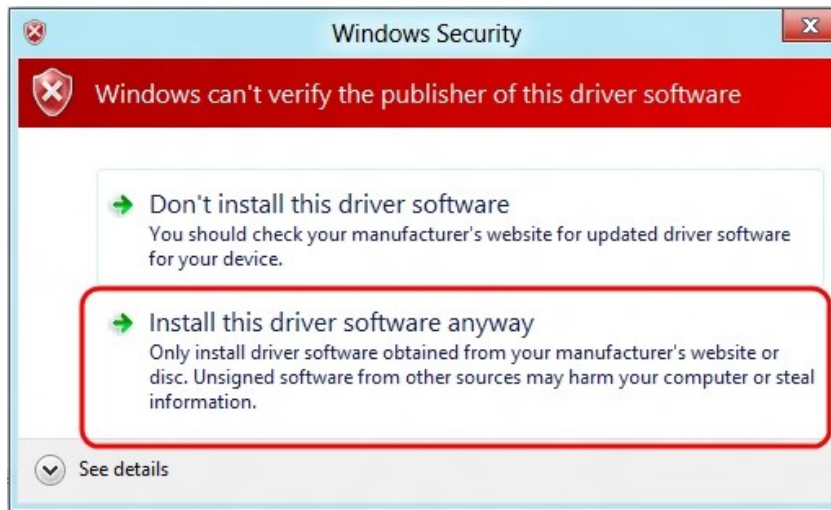 Windows Security
Windows can't verify the publisher of this driver software
Don't install this driver software
You should check your manufacturer's website for updated driver software
for your device.
Install this driver software anyway
Only install driver software obtained from your manufacturer's website or
disc. Unsigned software from other sources may harm your computer or steal
information.
See details